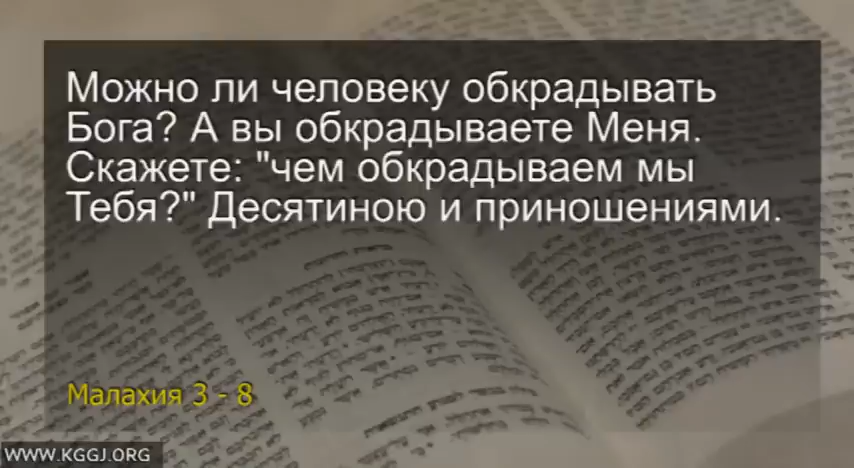 Можно ли человеку обкрадывать
Бога? А вы обкрадываете Меня.
Скажете: "чем обкрадываем мы
Тебя?" Десятиною и приношениями.
Малахия 3 - 8
WWW.KGGJ.ORG